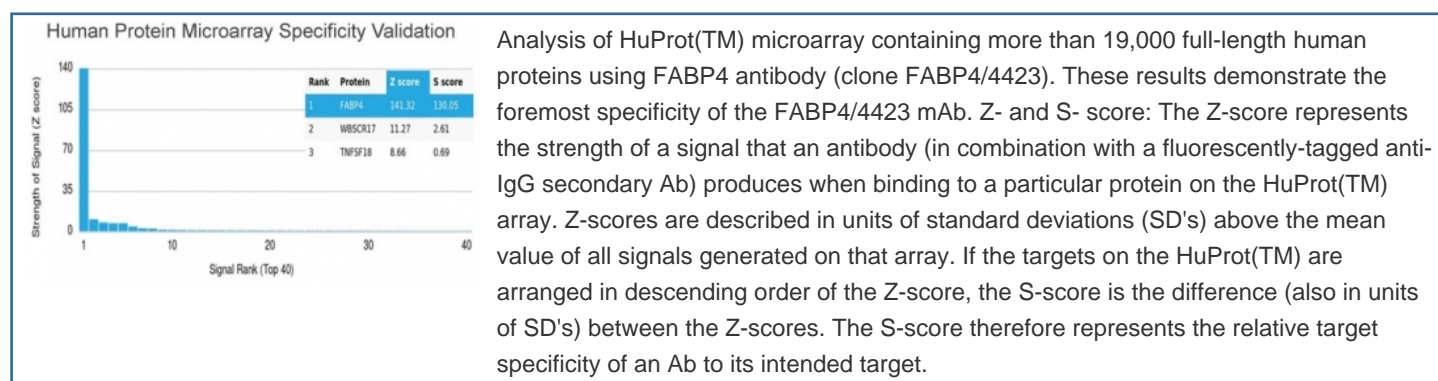 Human Protein Microarray Specificity Validation
Strength of Signal (Z score)
140
105
70
35
0
1 10 20 30 40
Signal Rank (Top 40)
Rank Protein Z score S score
1 FABP4 141.32 130.05
2 WBSCR17 11.27 2.61
3 TNFSF18 8.66 0.69
Analysis of HuProt(TM) microarray containing more than 19,000 full-length human
proteins using FABP4 antibody (clone FABP4/4423). These results demonstrate the
foremost specificity of the FABP4/4423 mAb. Z- and S- score: The Z-score represents
the strength of a signal that an antibody (in combination with a fluorescently-tagged anti-
IgG secondary Ab) produces when binding to a particular protein on the HuProt(TM)
array. Z-scores are described in units of standard deviations (SD's) above the mean
value of all signals generated on that array. If the targets on the HuProt(TM) are
arranged in descending order of the Z-score, the S-score is the difference (also in units
of SD's) between the Z-scores. The S-score therefore represents the relative target
specificity of an Ab to its intended target.